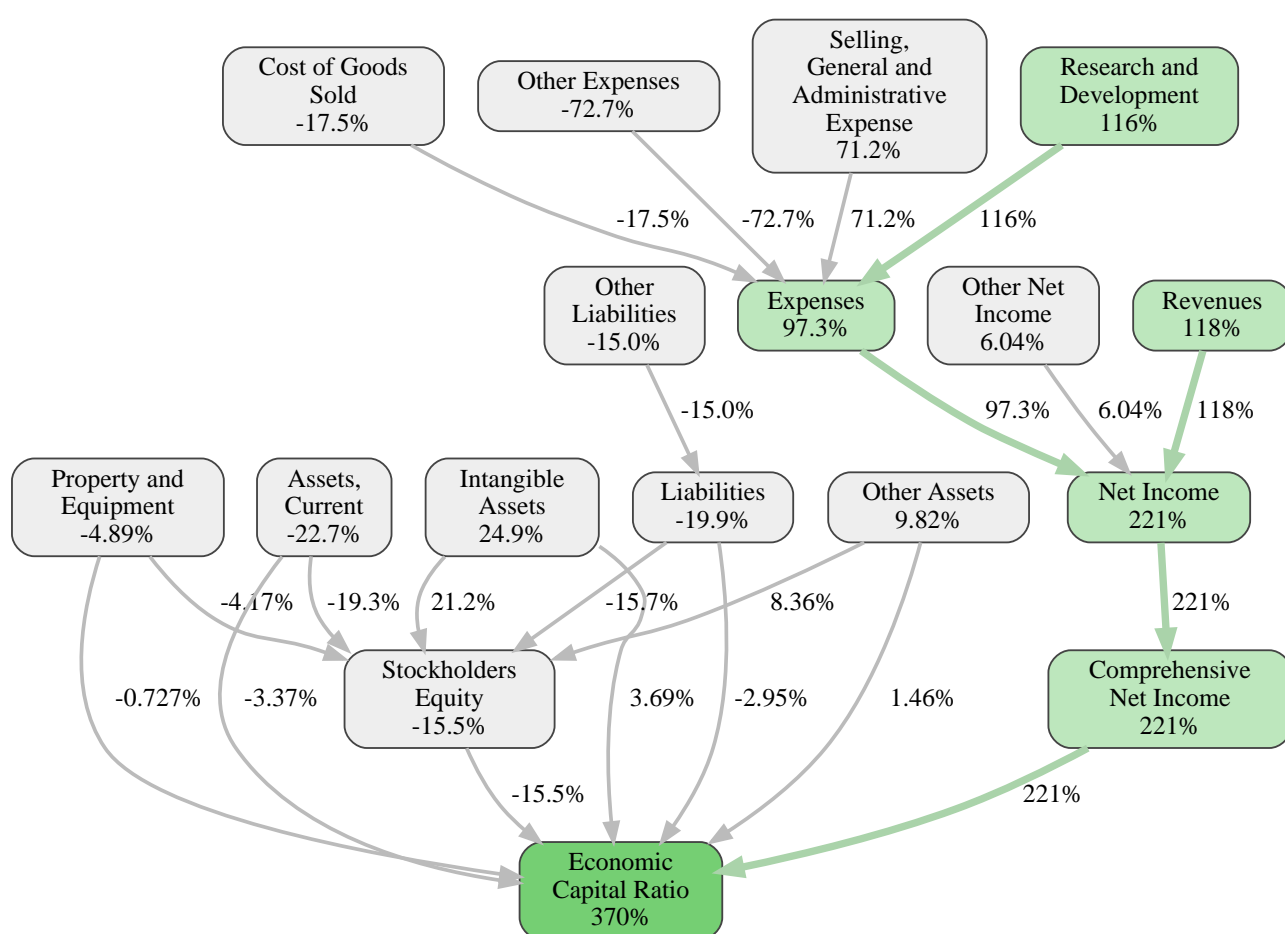 Cost of Goods
Sold
-17.5%
Other Expenses
-72.7%
Selling,
General and
Administrative
Expense
71.2%
Research and
Development
116%
-17.5%
-72.7%
71.2%
116%
Other
Liabilities
-15.0%
Expenses
97.3%
Other Net
Income
6.04%
Revenues
118%
-15.0%
97.3%
6.04%
118%
Property and
Equipment
-4.89%
Assets,
Current
-22.7%
Intangible
Assets
24.9%
Liabilities
-19.9%
Other Assets
9.82%
Net Income
221%
-4.17%
-19.3%
21.2%
-15.7%
8.36%
221%
Stockholders
Equity
-15.5%
Comprehensive
Net Income
221%
-0.727%
-3.37%
3.69%
-2.95%
1.46%
-15.5%
221%
Economic
Capital Ratio
370%